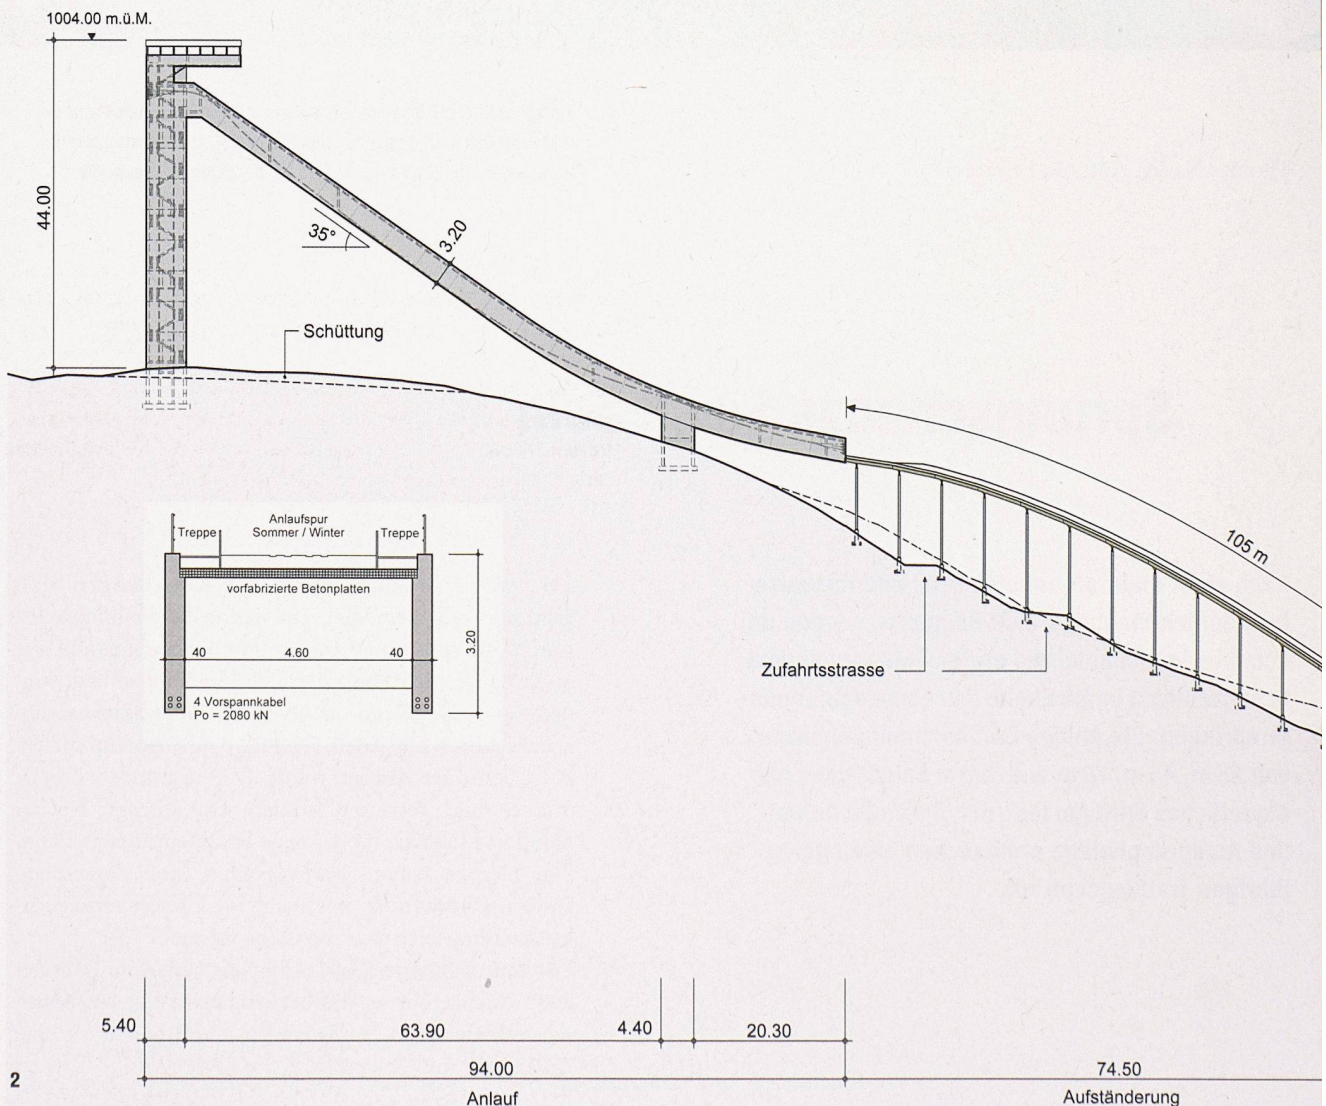 1004.00 m.ü.M.
44.00
35°
3.20
Schüttung
105 m
Anlaufspur
Treppe Sommer / Winter Treppe
vorfabrizierte Betonplatten
40 4.60 40
3.20
4 Vorspannkabel
Po = 2080 kN
Zufahrtsstrasse
5.40 63.90 4.40 20.30
94.00 74.50
2
Anlauf Aufständerung